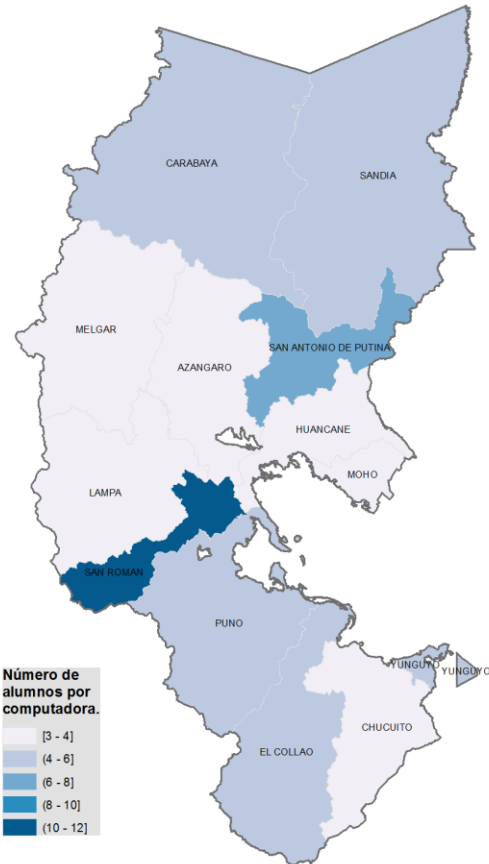 CARABAYA
SANDIA
MELGAR
SAN ANTONIO DE PUTINA
AZANGARO
HUANCANE
MOHO
LAMPA
SAN ROMAN
PUNO
YUNGUYO
YUNGUYO
CHUCUITO
EL COLLAO
Número de
alumnos por
computadora.
[3 - 4]
(4 - 6]
(6 - 8]
(8 - 10]
(10 - 12]